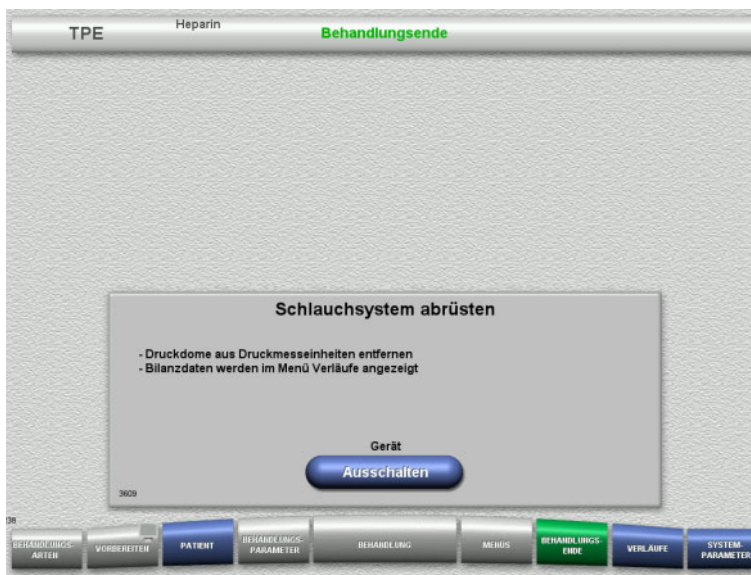 TPE
Heparin
Behandlungsende
Schlauchsystem abrüsten
- Druckdome aus Druckmesseinheiten entfernen
- Bilanzdaten werden im Menü Verläufe angezeigt
Gerät
Ausschalten
3609
38
BEHANDLUNGS-
ARTEN
VORBEREITEN
PATIENT
BEHANDLUNGS-
PARAMETER
BEHANDLUNG
MENÜS
BEHANDLUNGS-
ENDE
VERLÄUFE
SYSTEM-
PARAMETER